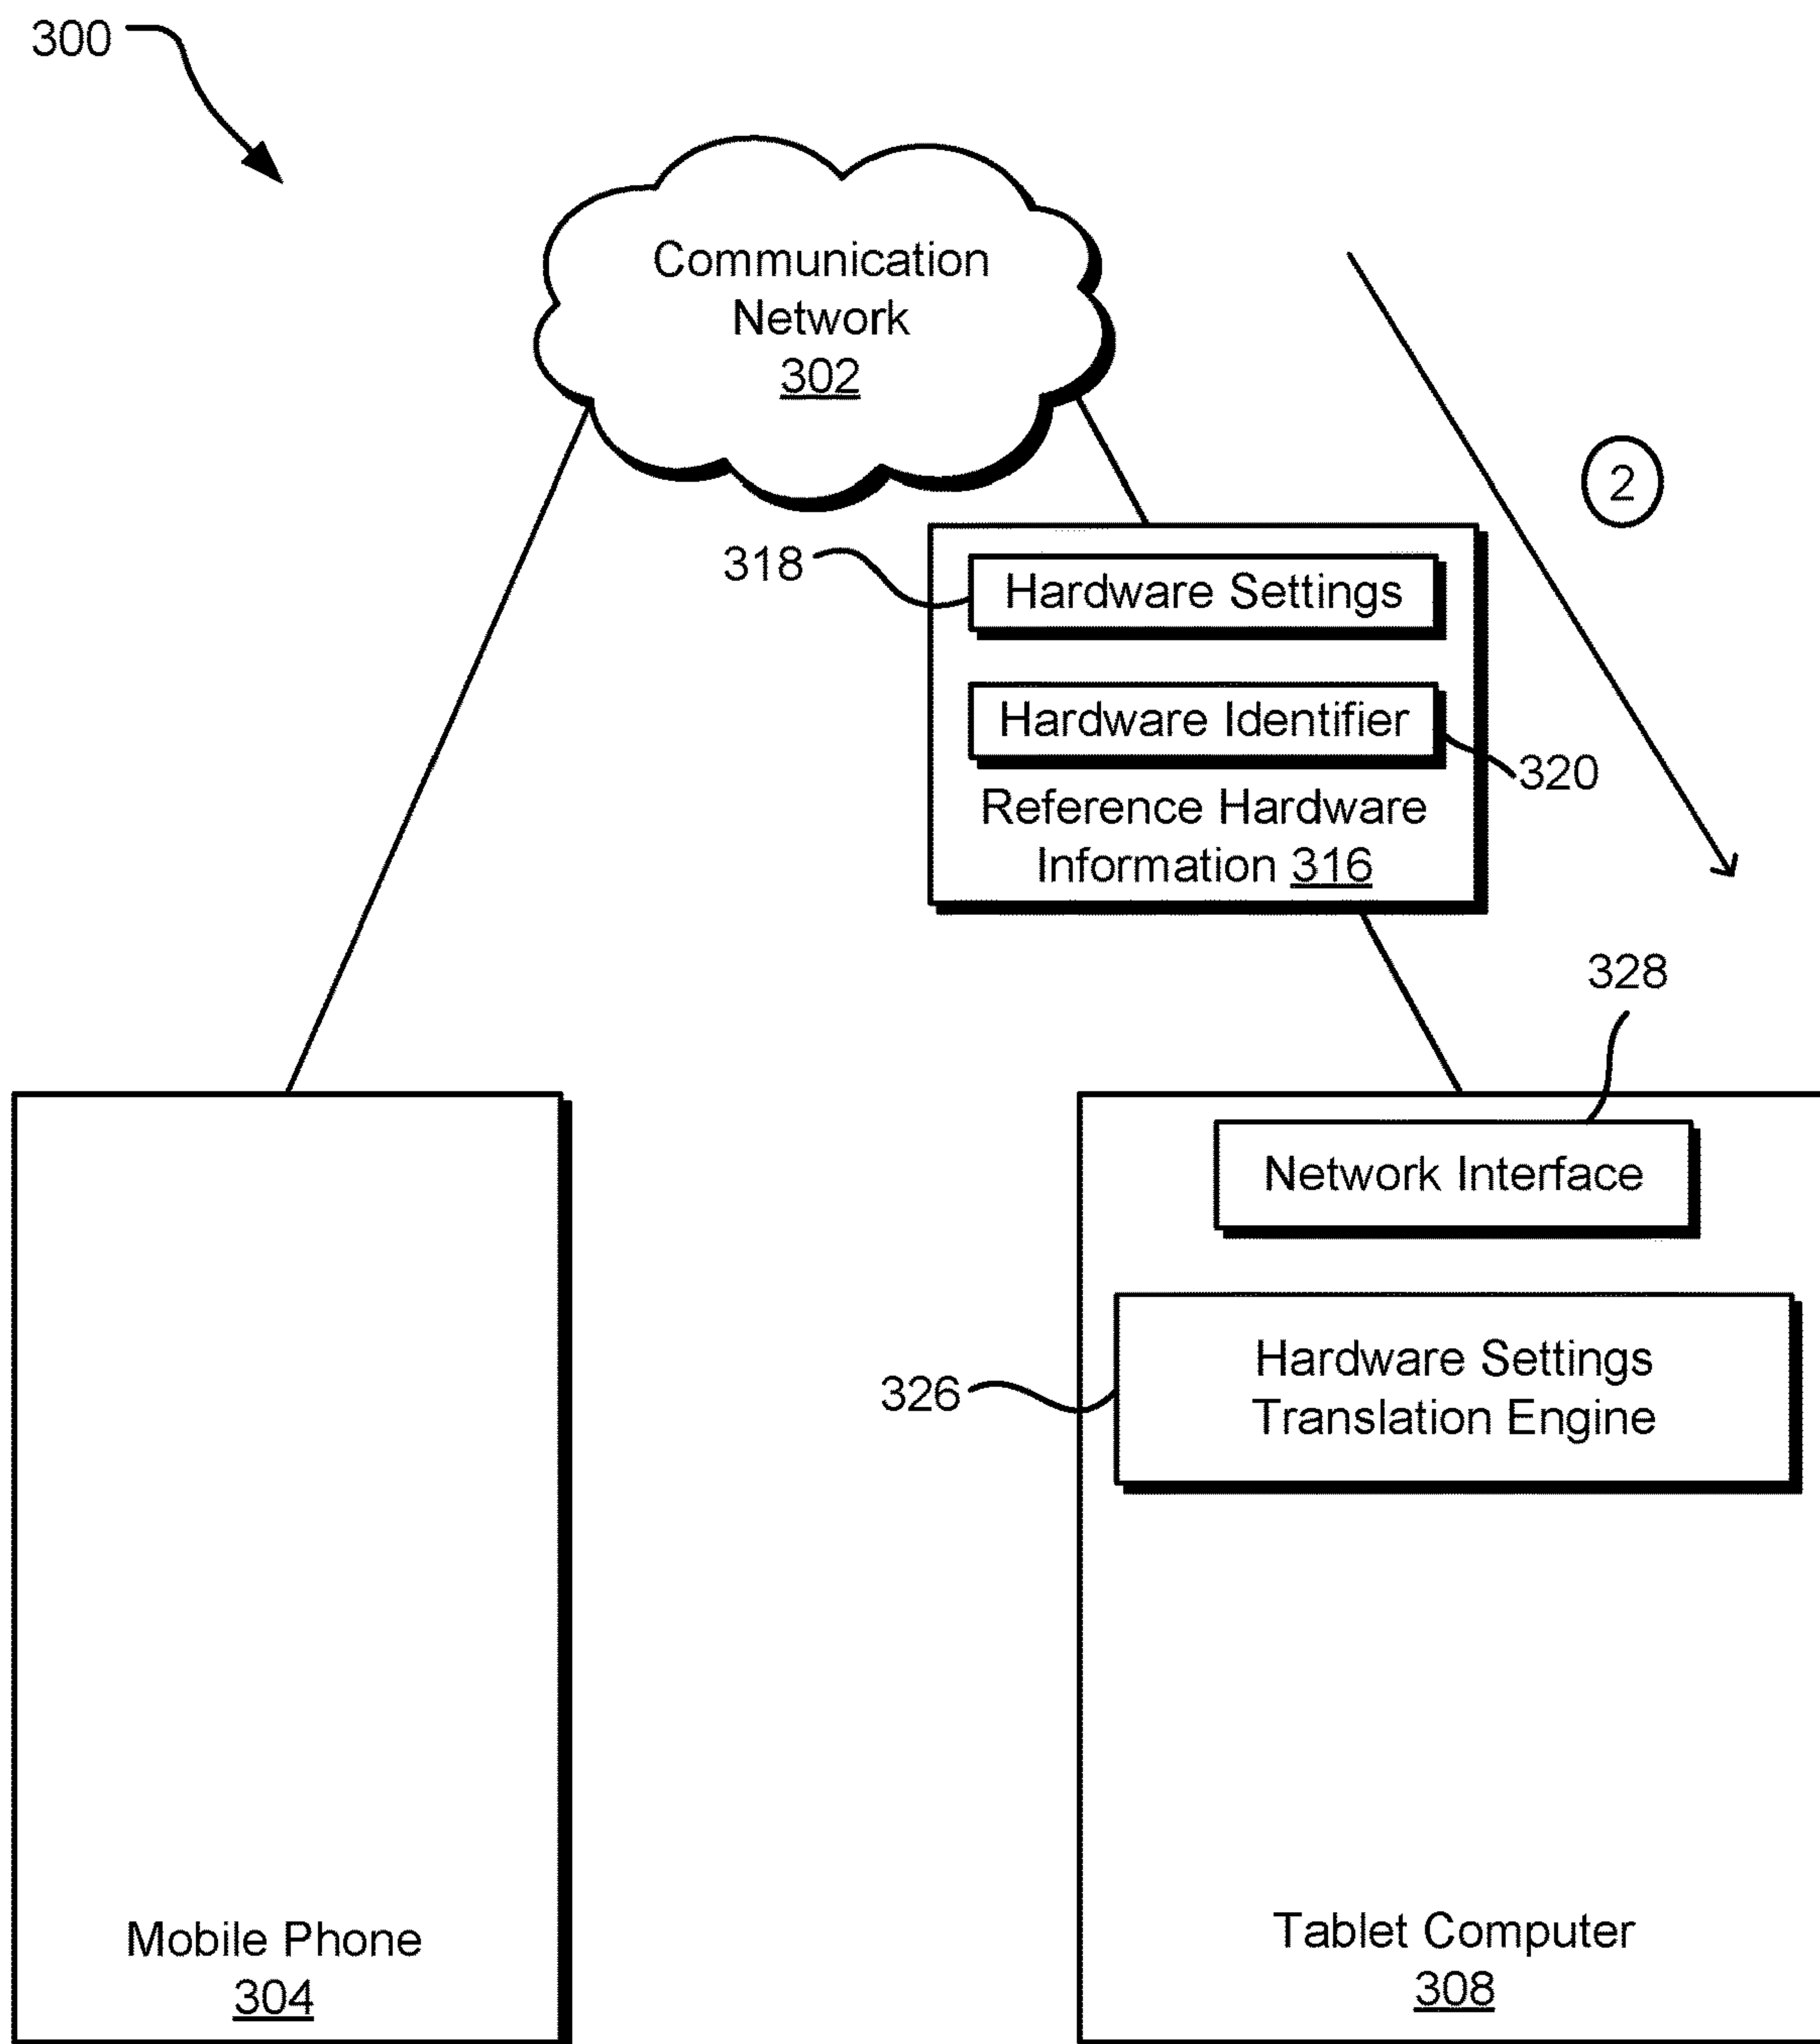 300
Communication
Network
302
2
318
Hardware Settings
Hardware Identifier
320
Reference Hardware
Information 316
328
Network Interface
326
Hardware Settings
Translation Engine
Mobile Phone
304
Tablet Computer
308